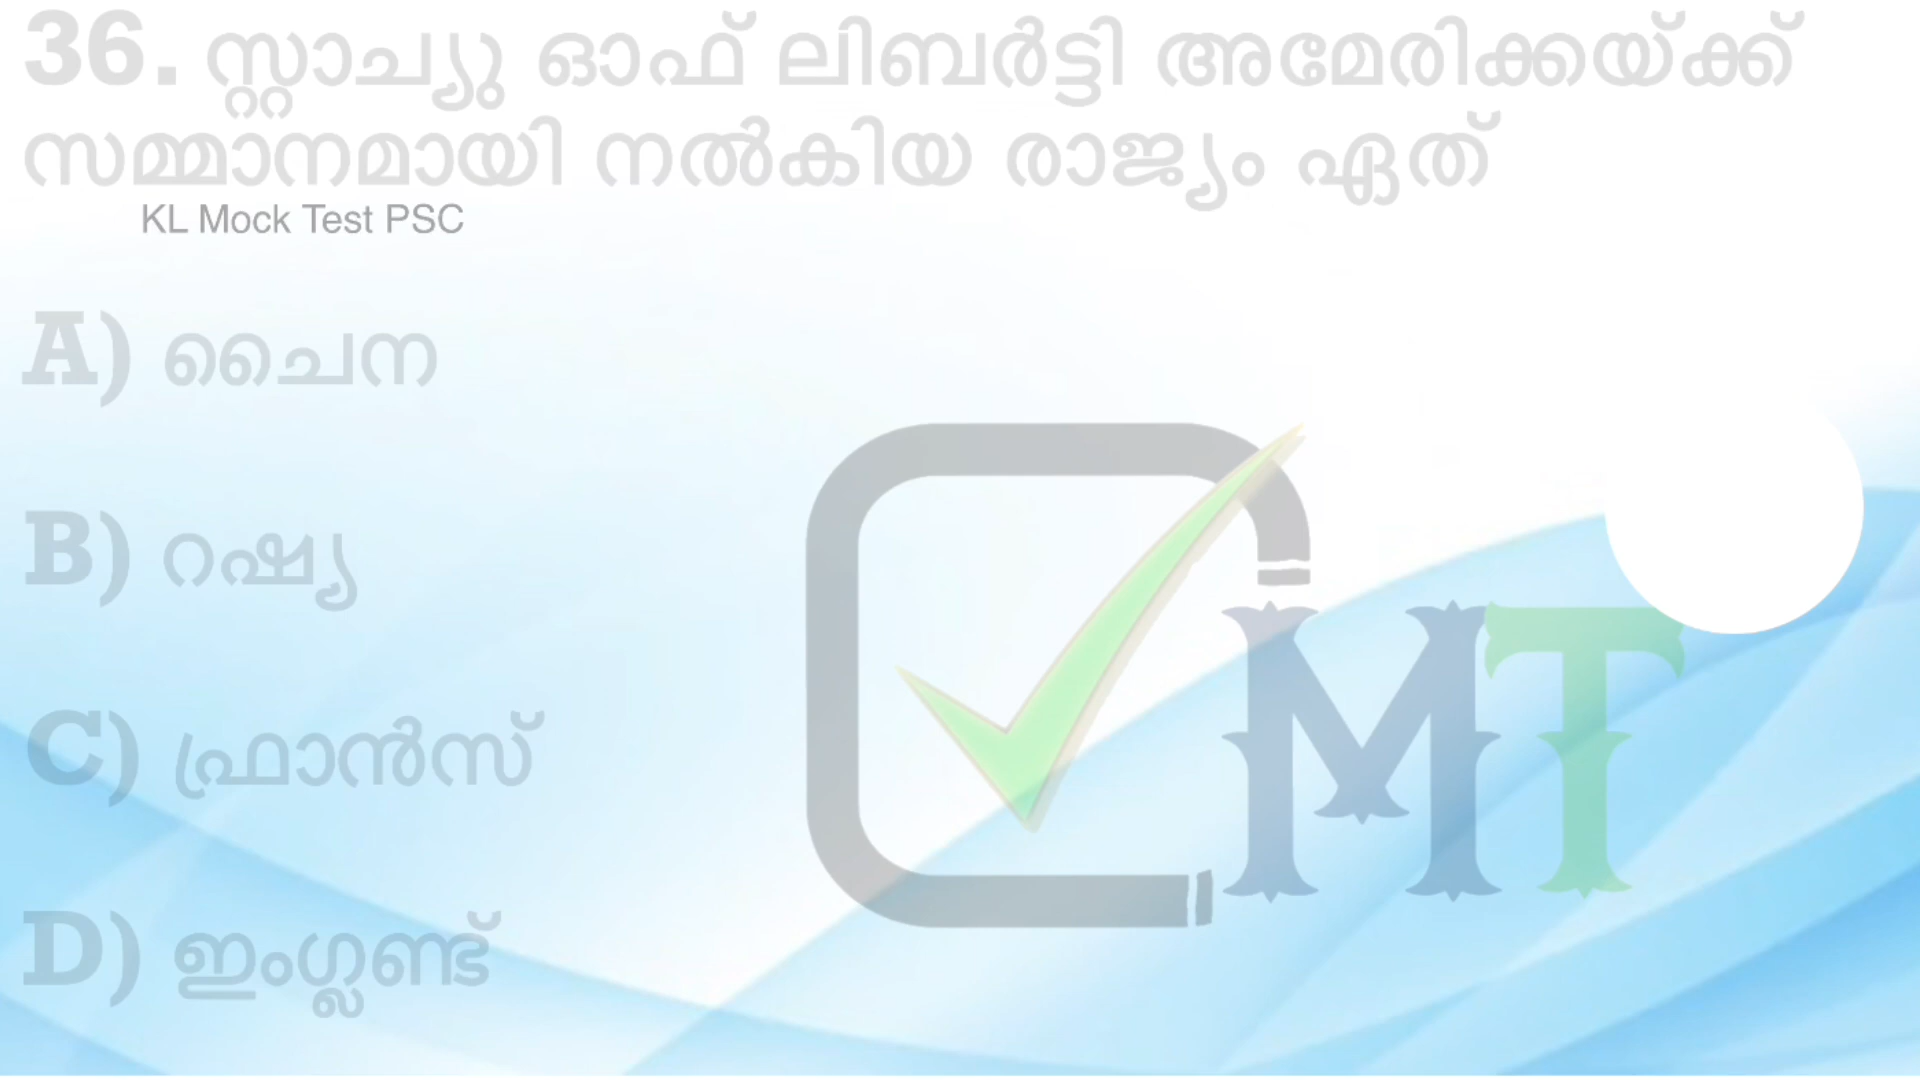 36. സ്റ്റാച്യു ഓഫ് ലിബർട്ടി അമേരിക്കയ്ക്ക്
സമ്മാനമായി നൽകിയ രാജ്യം ഏത്
KL Mock Test PSC
A) ചൈന
B) റഷ്യ
C) ഫ്രാൻസ്
D) ഇംഗ്ലണ്ട്
MT